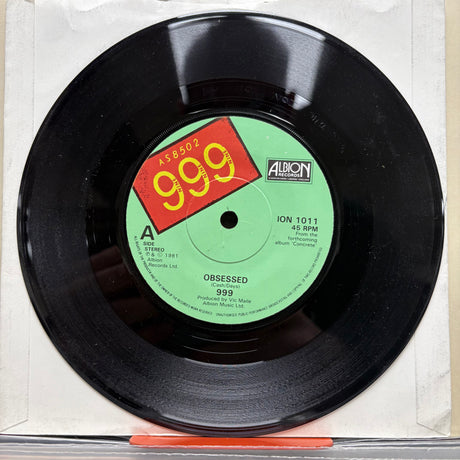 AS8502
999
ALBION
RECORDS
A
SIDE
STEREO
℗ & © 1981
Albion
Records Ltd.
ION 1011
45 RPM
From the
forthcoming
album 'Concrete'
OBSESSED
(Cash/Days)
999
Produced by Vic Maile
Albion Music Ltd.